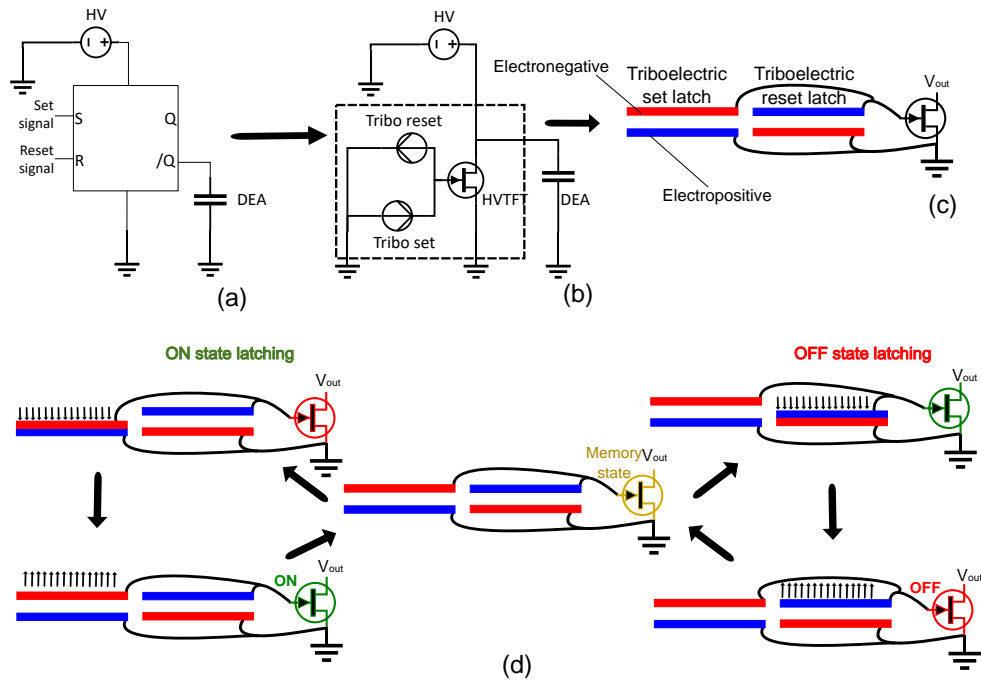 HV
Set
signal
Reset
signal
S
R
Q
/Q
DEA
(a)
HV
Tribo reset
HVTFT
Tribo set
DEA
(b)
Electronegative
Triboelectric
set latch
Triboelectric
reset latch
Vout
Electropositive
(c)
ON state latching
OFF state latching
Vout
Vout
Memory
state
Vout
ON
Vout
OFF
Vout
(d)